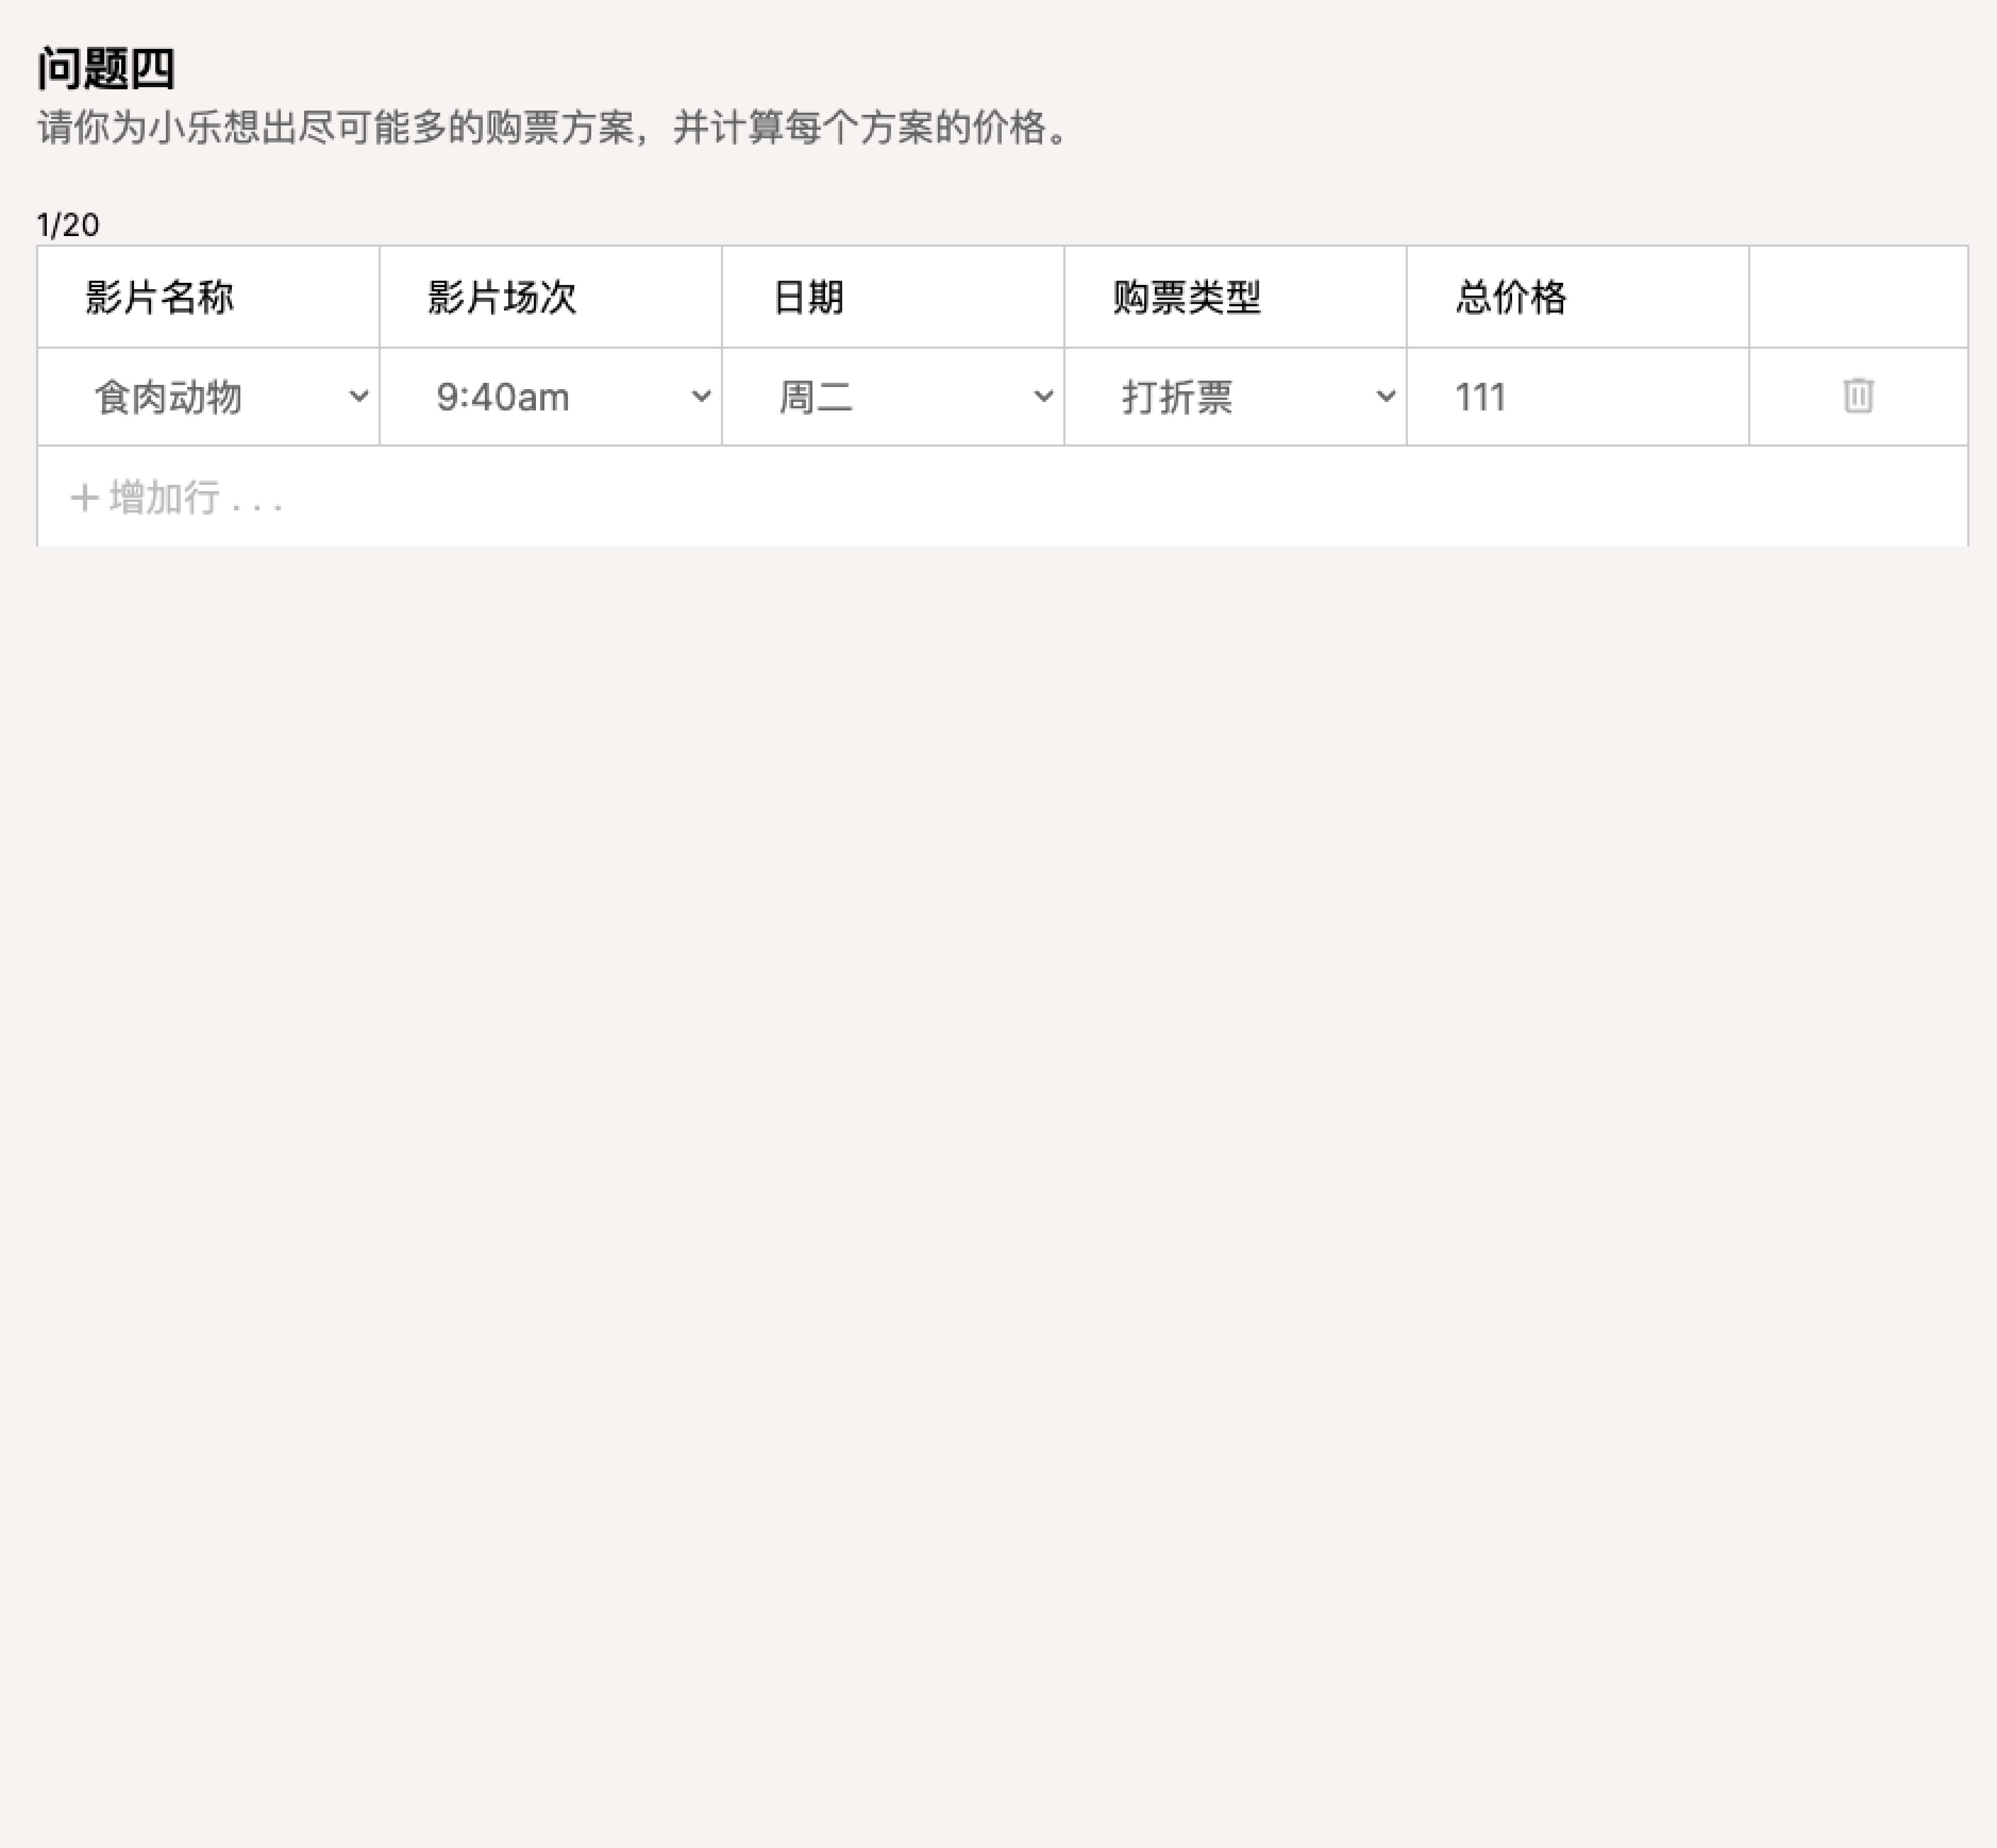 问题四
请你为小乐想出尽可能多的购票方案，并计算每个方案的价格。
1/20
影片名称 影片场次 日期 购票类型 总价格
食肉动物 9:40am 周二 打折票 111
+ 增加行 . . .